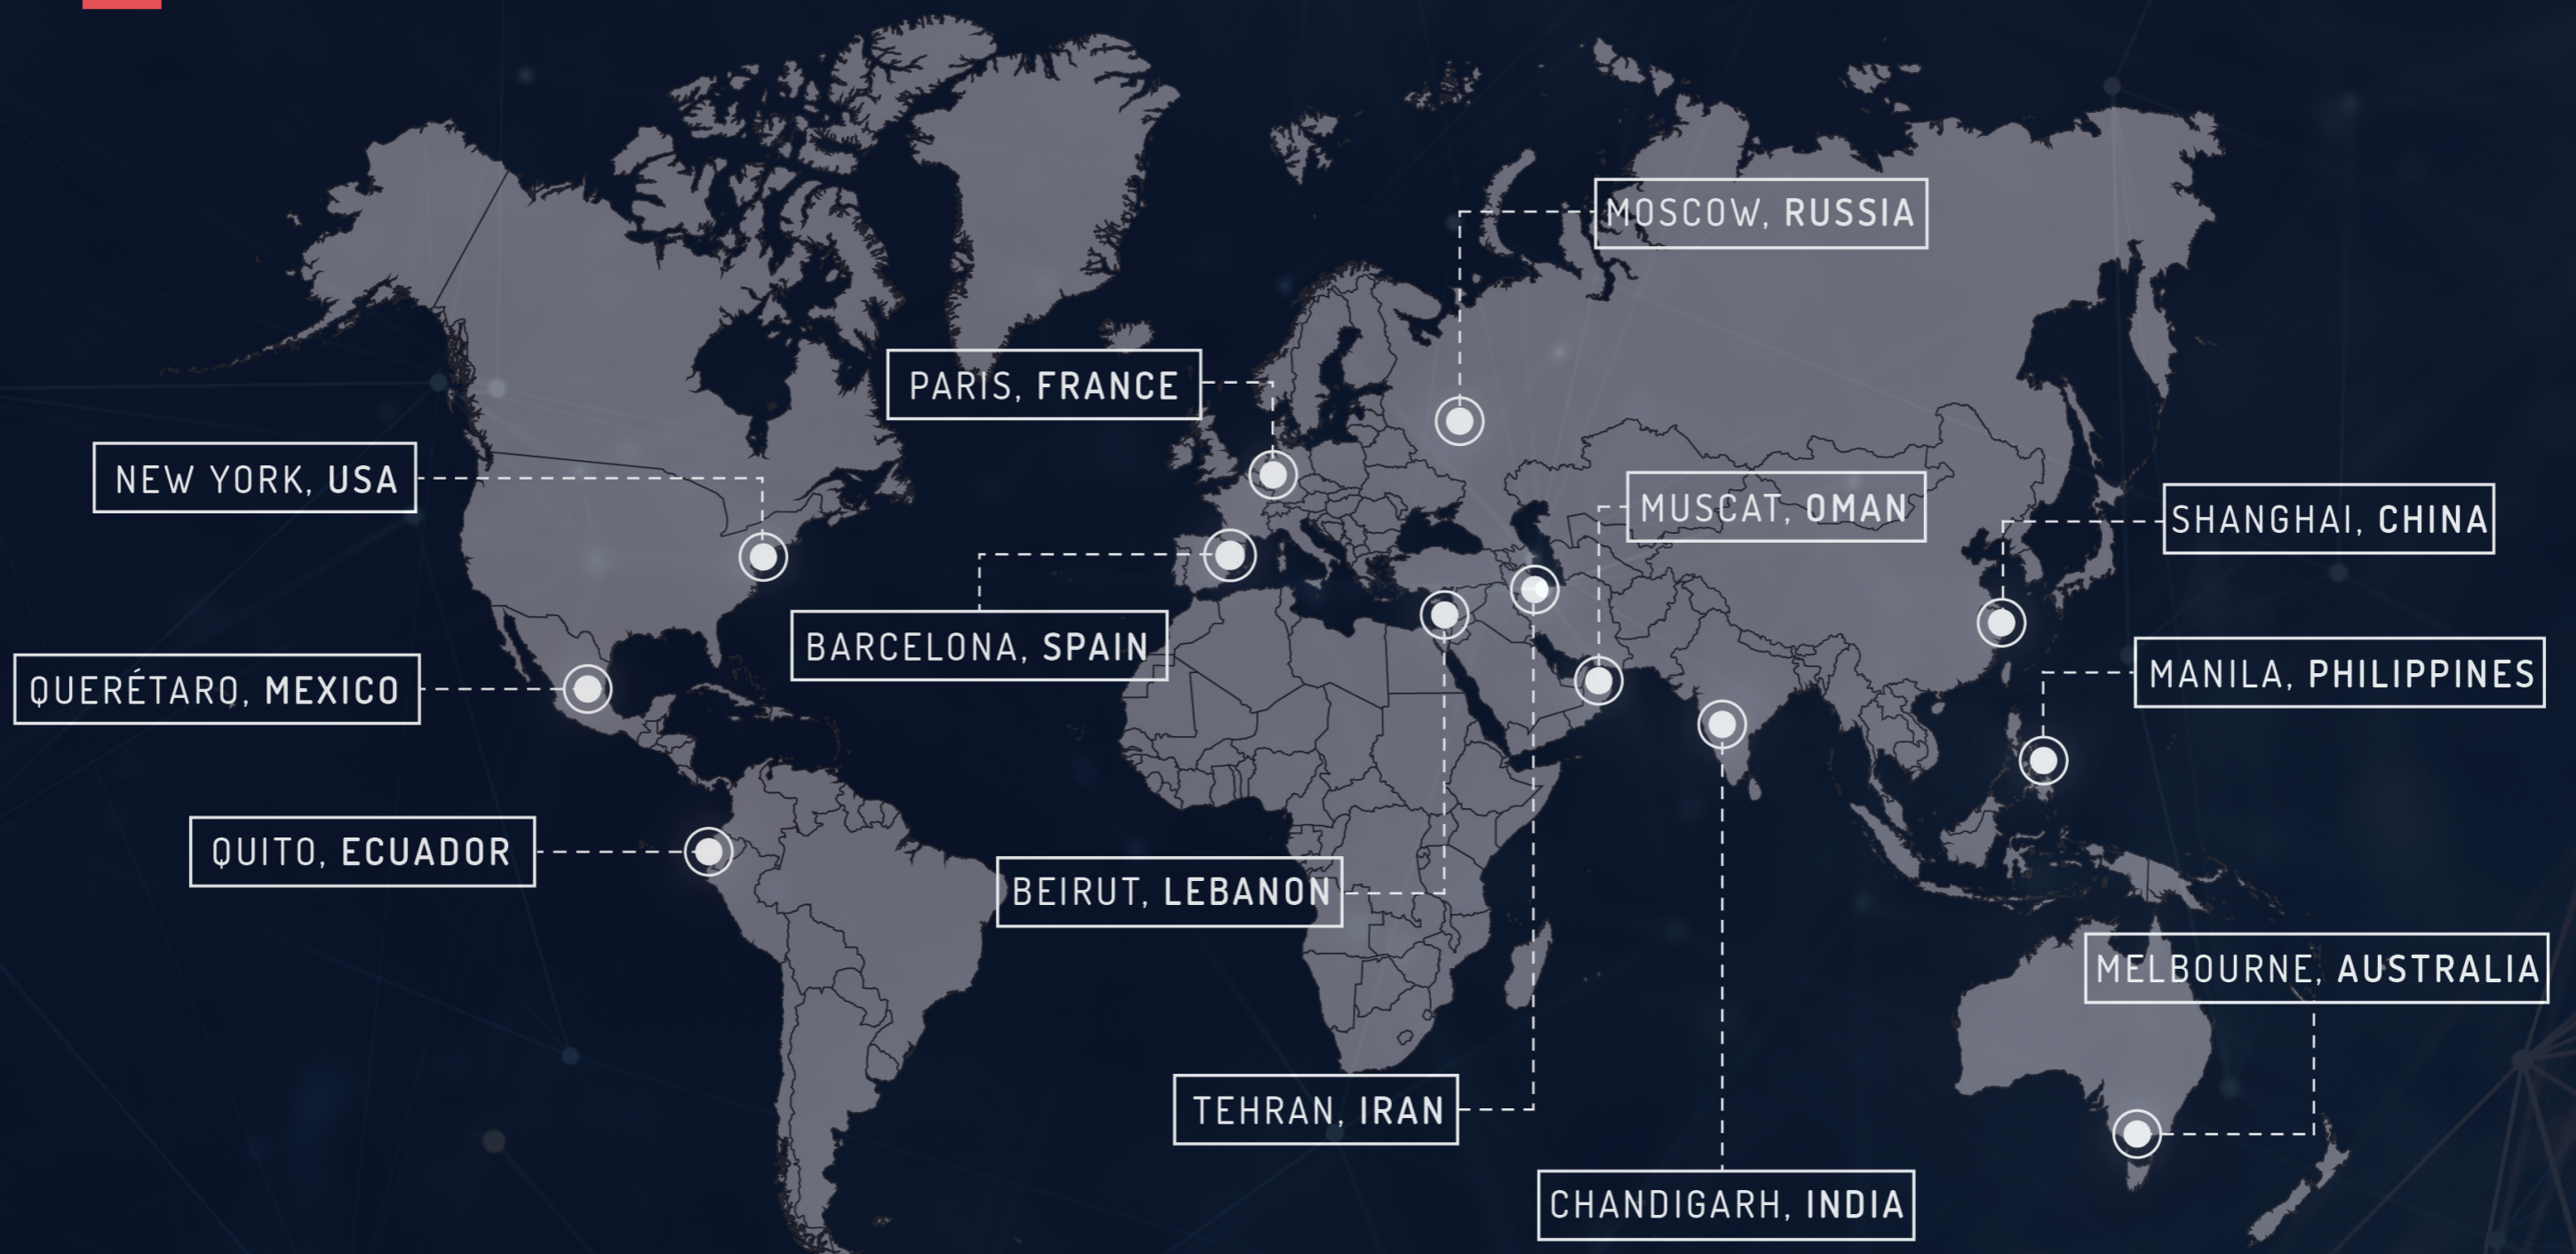 MOSCOW, RUSSIA
PARIS, FRANCE
NEW YORK, USA
MUSCAT, OMAN
SHANGHAI, CHINA
BARCELONA, SPAIN
MANILA, PHILIPPINES
QUERÉTARO, MEXICO
QUITO, ECUADOR
BEIRUT, LEBANON
MELBOURNE, AUSTRALIA
TEHRAN, IRAN
CHANDIGARH, INDIA